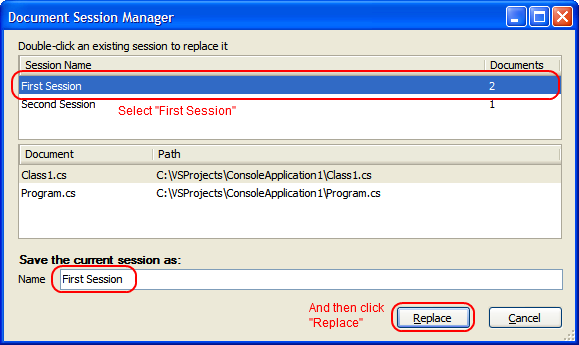 Document Session Manager
Double-click an existing session to replace it
Session Name Documents
First Session 2
Second Session 1
Select "First Session"
Document Path
Class1.cs C:\VSProjects\ConsoleApplication1\Class1.cs
Program.cs C:\VSProjects\ConsoleApplication1\Program.cs
Save the current session as:
Name First Session
And then click
"Replace"
Replace Cancel